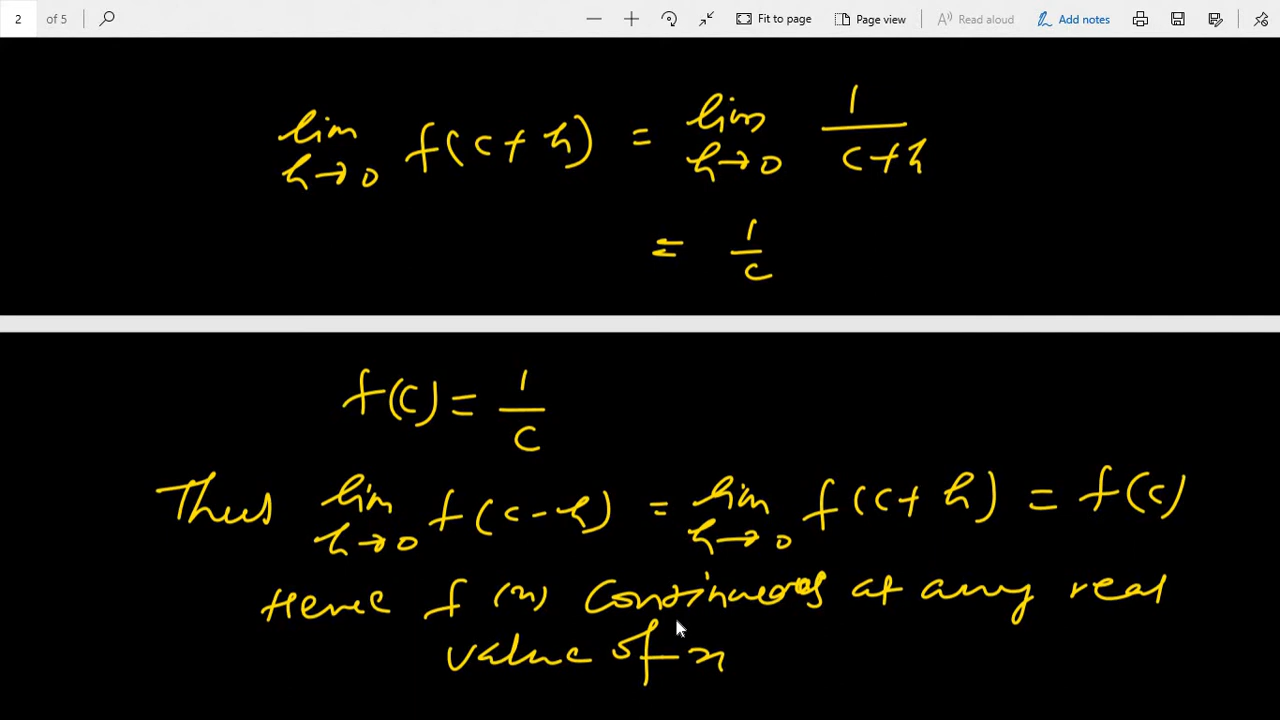 2 of 5 Fit to page Page view Read aloud Add notes
lim h→0 f(c+h) = lim h→0 1/(c+h)
= 1/c
f(c) = 1/c
Thus lim h→0 f(c-h) = lim h→0 f(c+h) = f(c)
Hence f(x) Continuous at any real
value of x